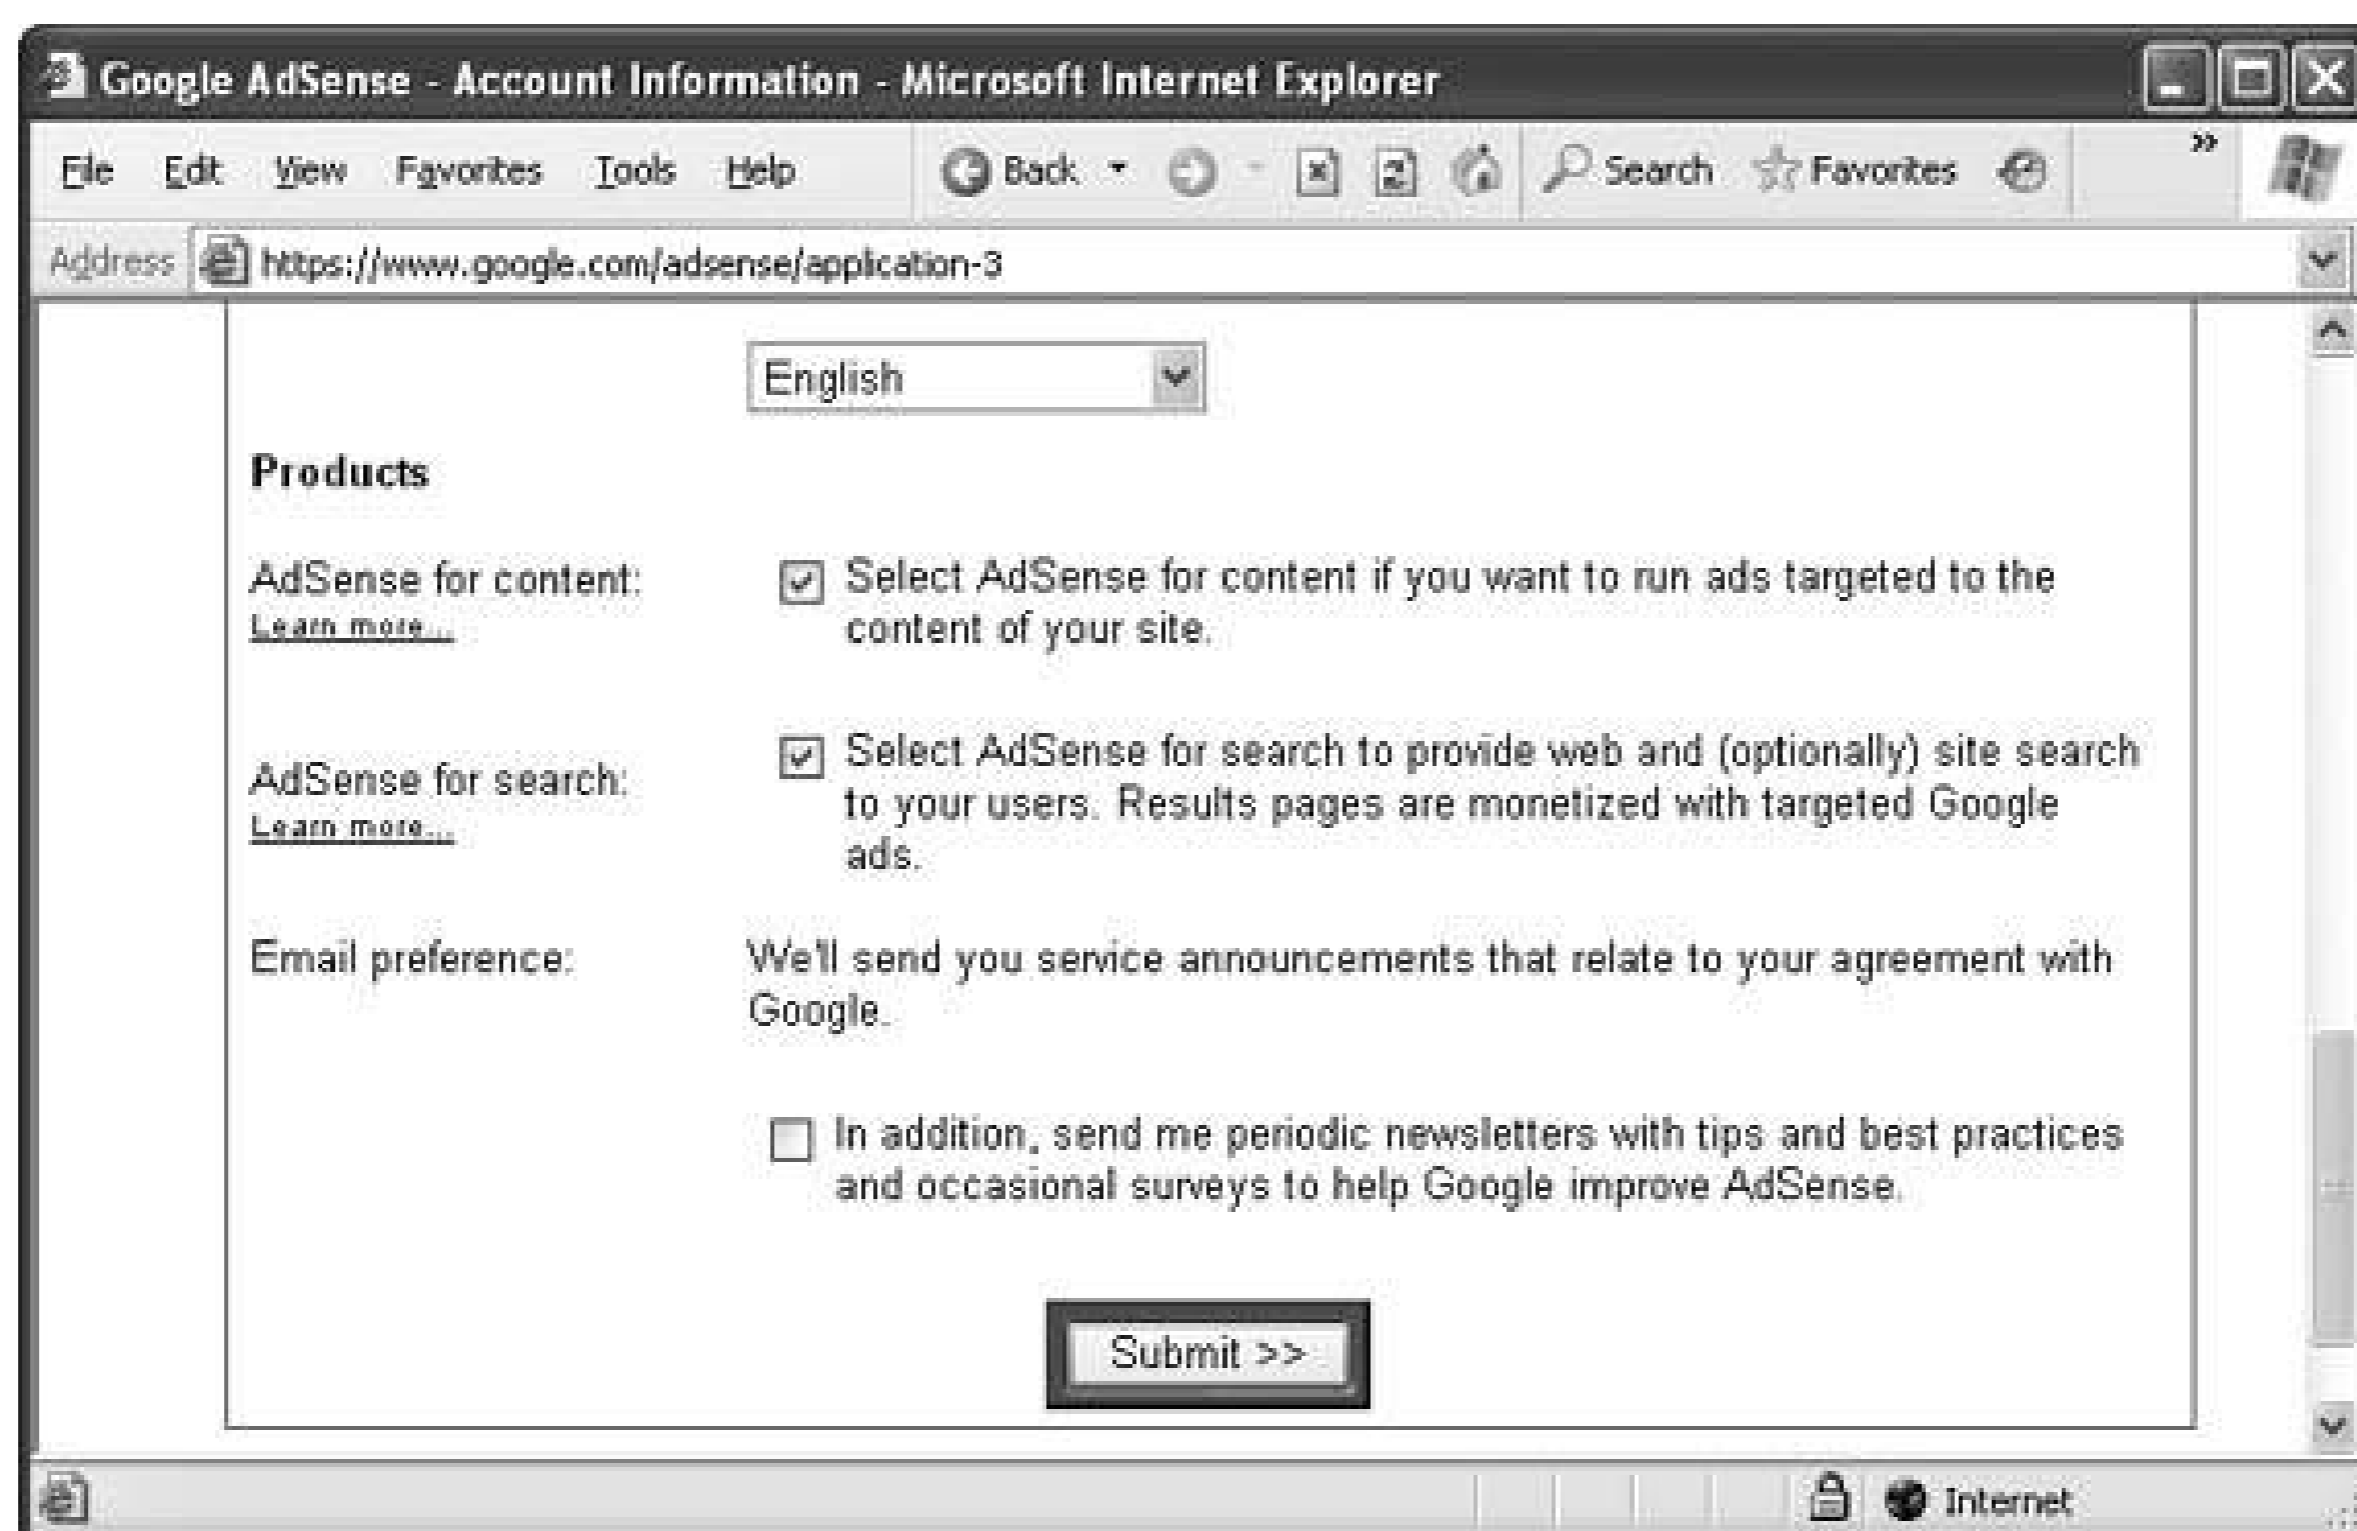 Google AdSense - Account Information - Microsoft Internet Explorer
File Edit View Favorites Tools Help Back Search Favorites »
Address https://www.google.com/adsense/application-3
English
Products
AdSense for content:
Learn more...
Select AdSense for content if you want to run ads targeted to the
content of your site.
AdSense for search:
Learn more...
Select AdSense for search to provide web and (optionally) site search
to your users. Results pages are monetized with targeted Google
ads.
Email preference:
We'll send you service announcements that relate to your agreement with
Google.
In addition, send me periodic newsletters with tips and best practices
and occasional surveys to help Google improve AdSense.
Submit >>
Internet